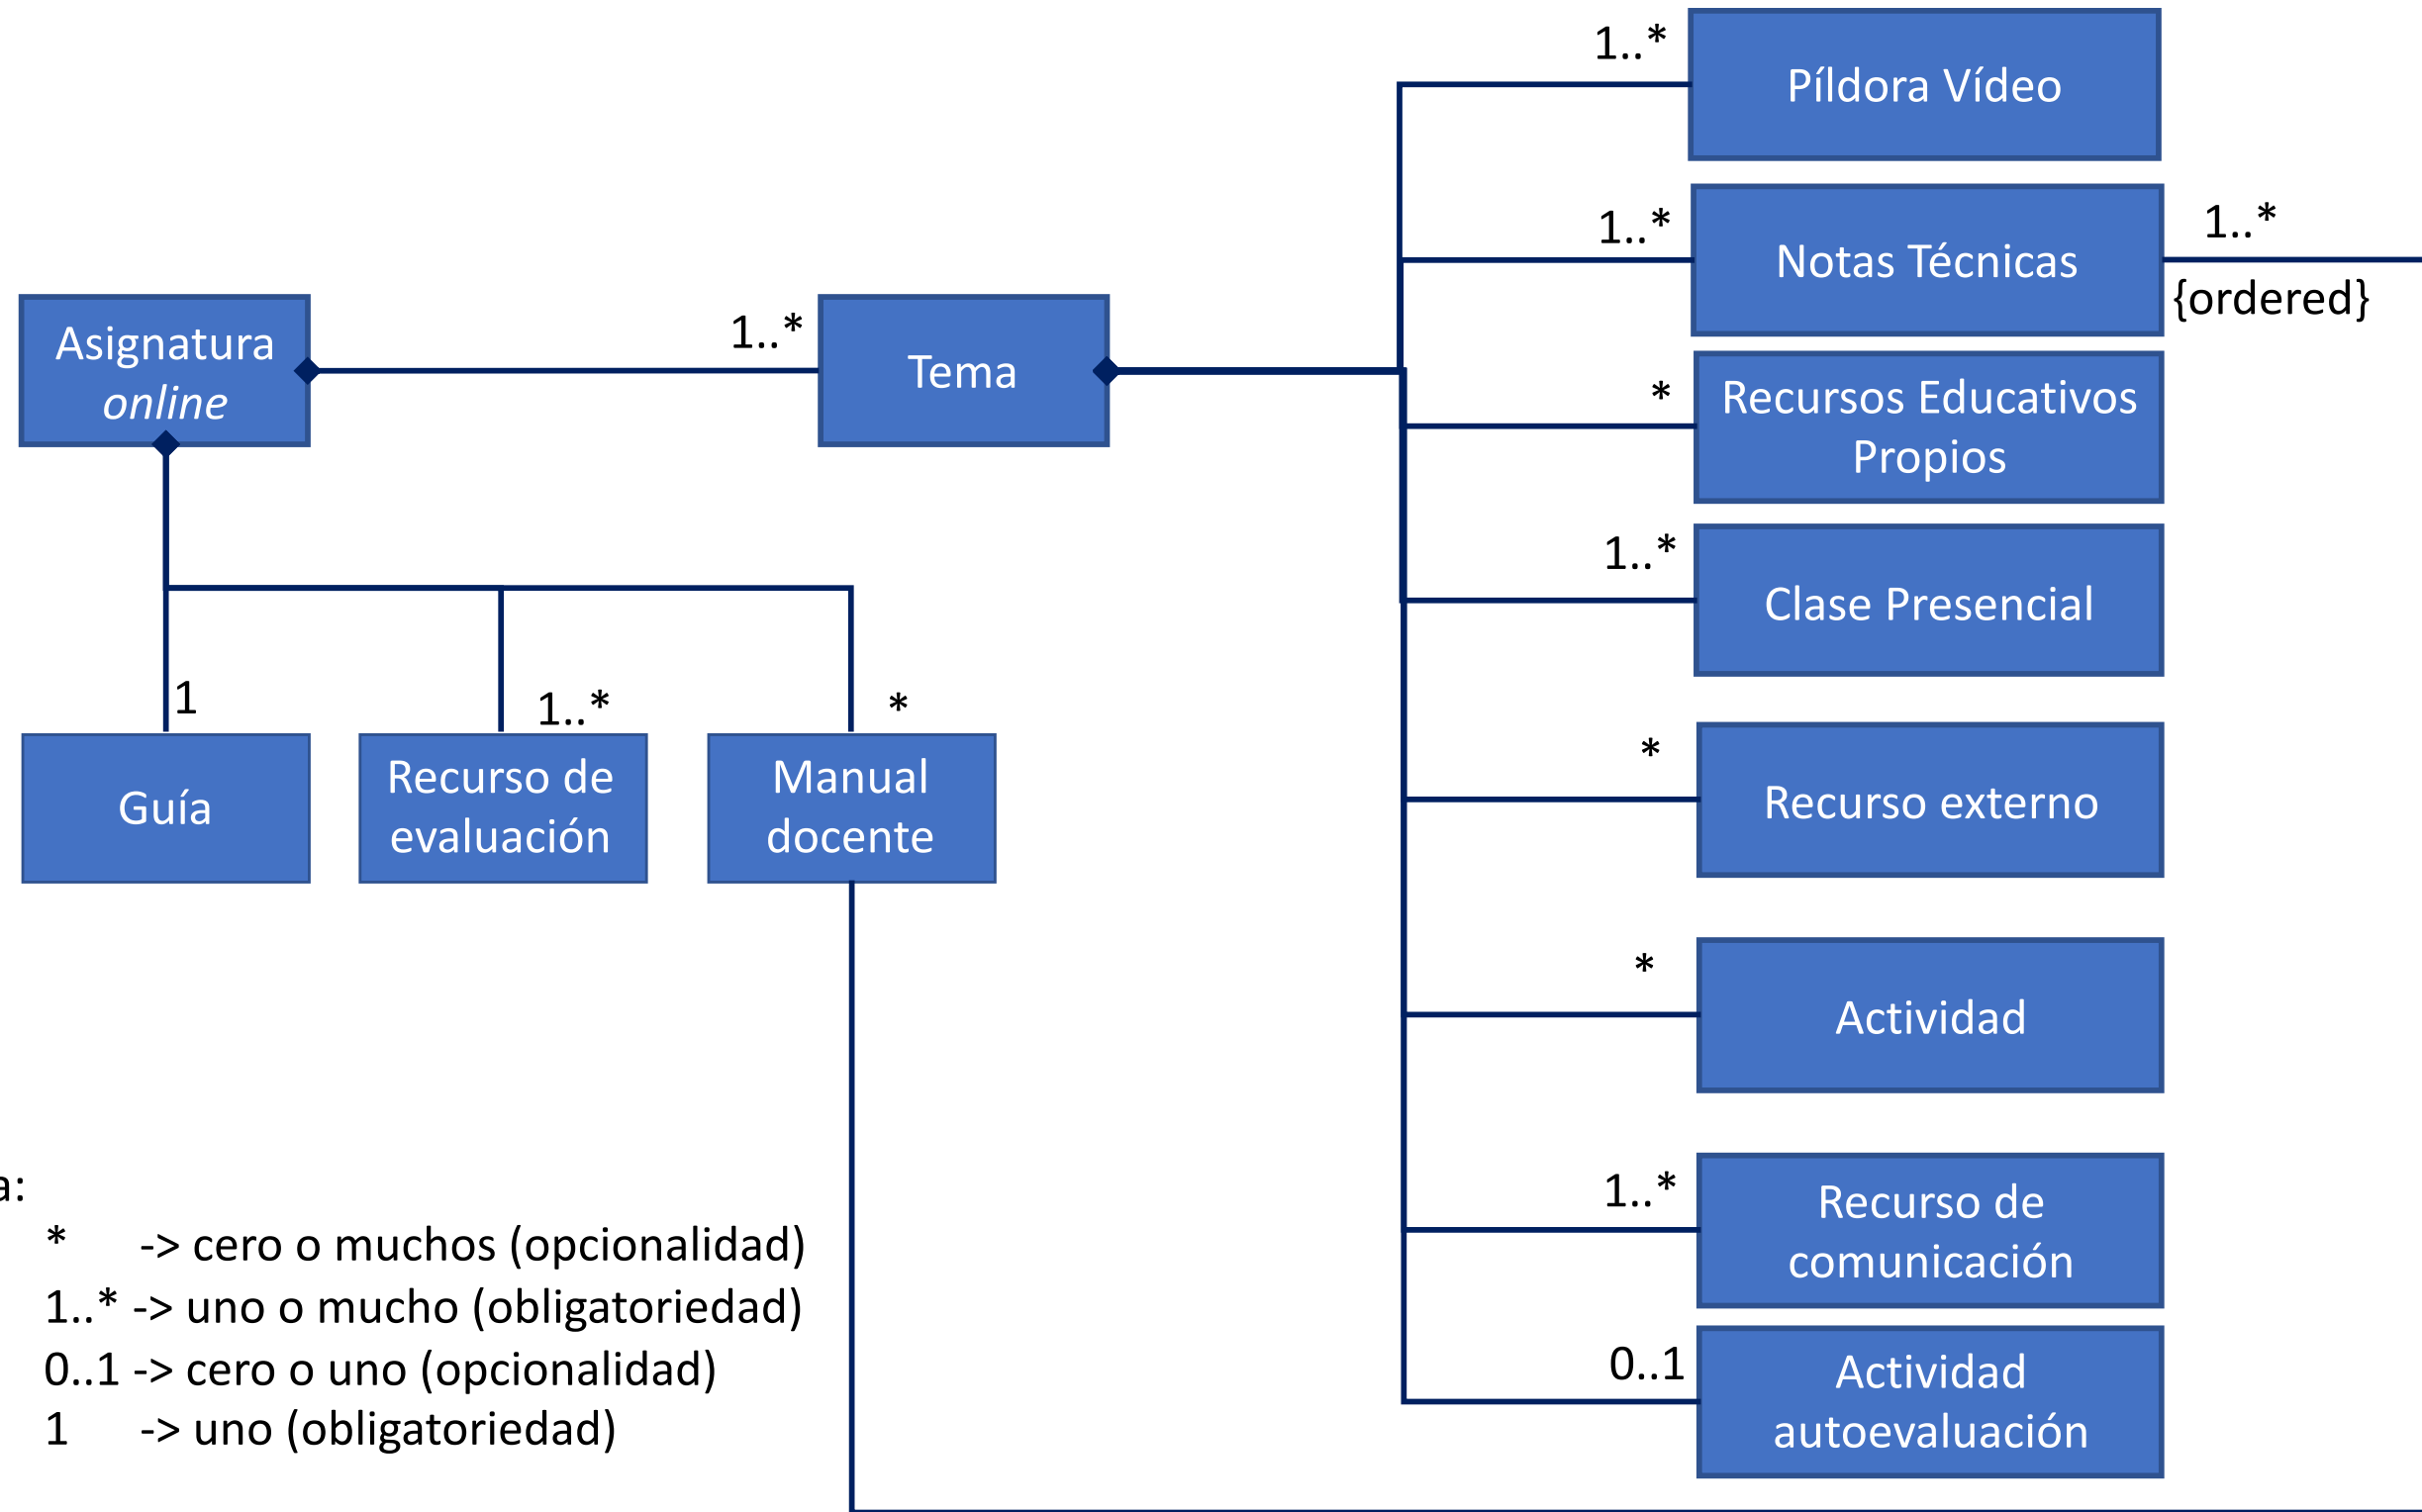 1..*
Píldora Vídeo
1..*
Notas Técnicas
1..*
{ordered}
Asignatura
online
1..*
Tema
*
Recursos Educativos
Propios
1..*
Clase Presencial
1
1..*
*
Guía
Recurso de
evaluación
Manual
docente
*
Recurso externo
*
Actividad
1..*
Recurso de
comunicación
0..1
Actividad
autoevaluación
a:
* -> cero o muchos (opcionalidad)
1..* -> uno o mucho (obligatoriedad)
0..1 -> cero o uno (opcionalidad)
1 -> uno (obligatoriedad)